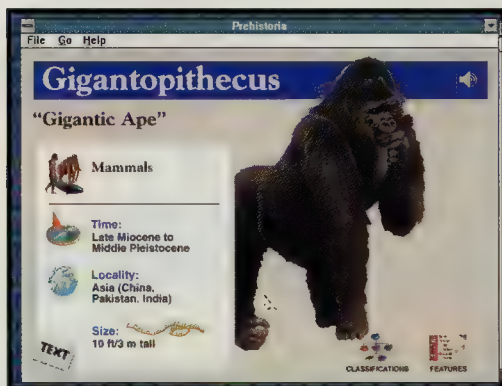 Prehistoria
File Go Help
Gigantopithecus
“Gigantic Ape”
Mammals
Time:
Late Miocene to
Middle Pleistocene
Locality:
Asia (China,
Pakistan, India)
Size:
10 ft/3 m tall
TEXT
CLASSIFICATIONS
FEATURES